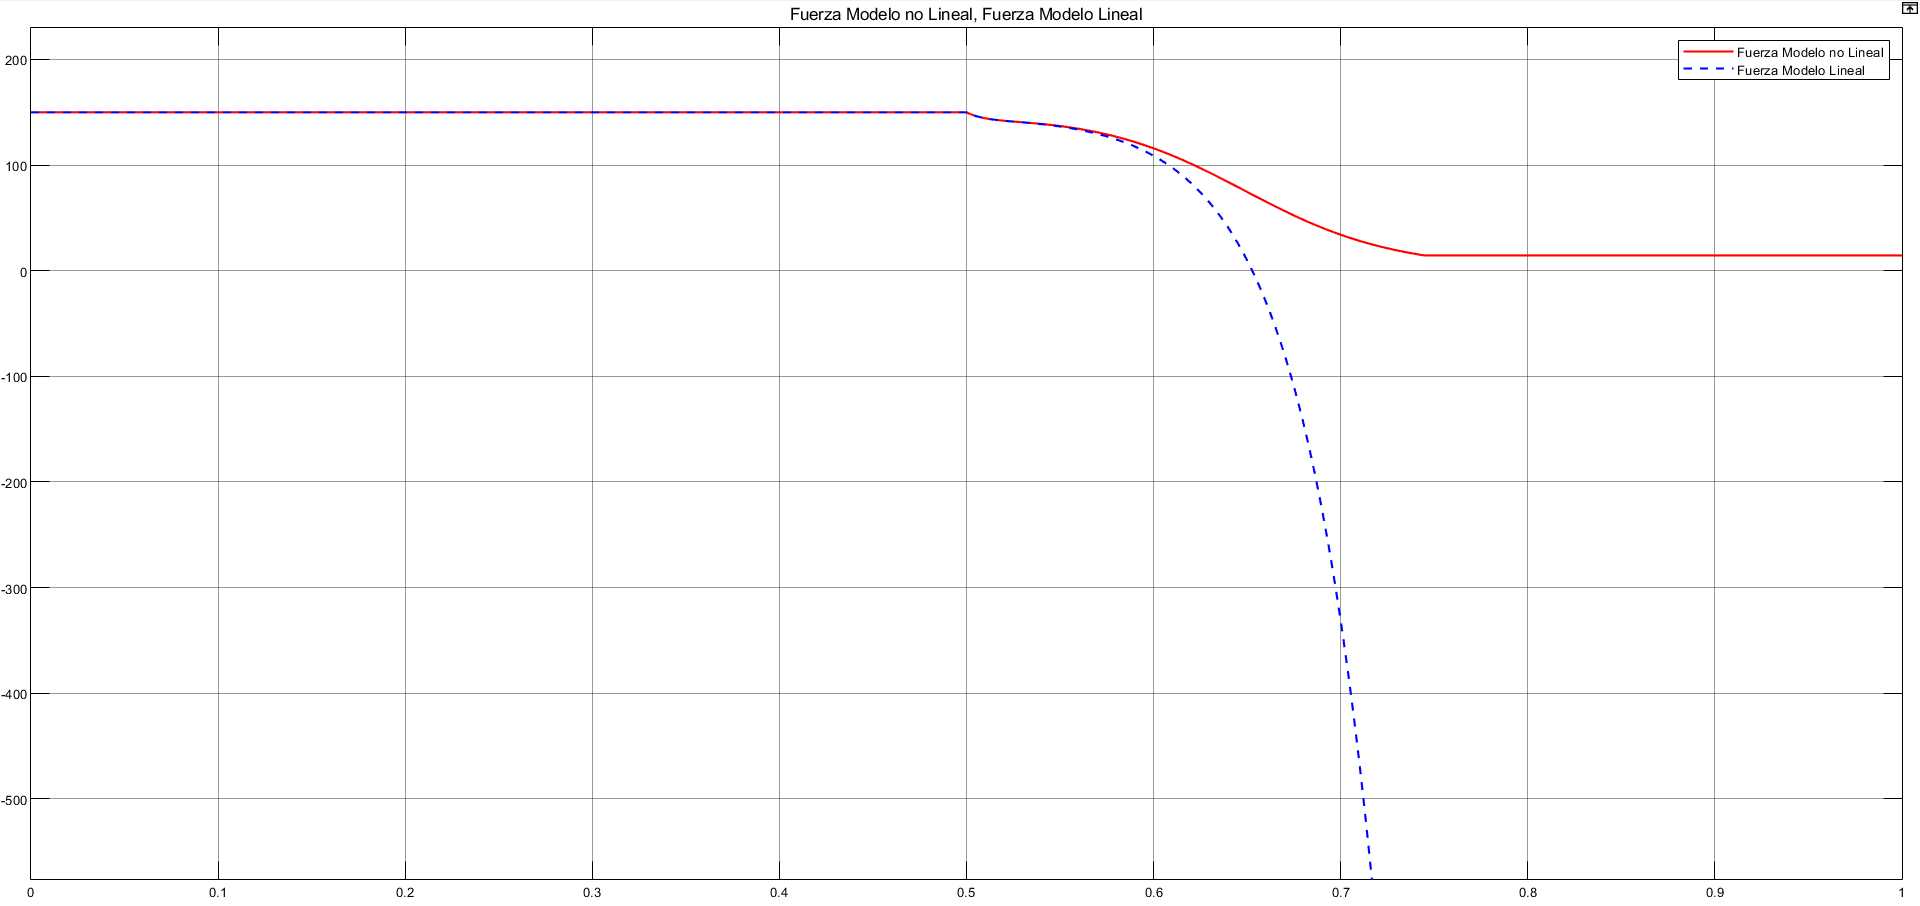 Fuerza Modelo no Lineal, Fuerza Modelo Lineal
Fuerza Modelo no Lineal
Fuerza Modelo Lineal
200
100
0
-100
-200
-300
-400
-500
0 0.1 0.2 0.3 0.4 0.5 0.6 0.7 0.8 0.9 1